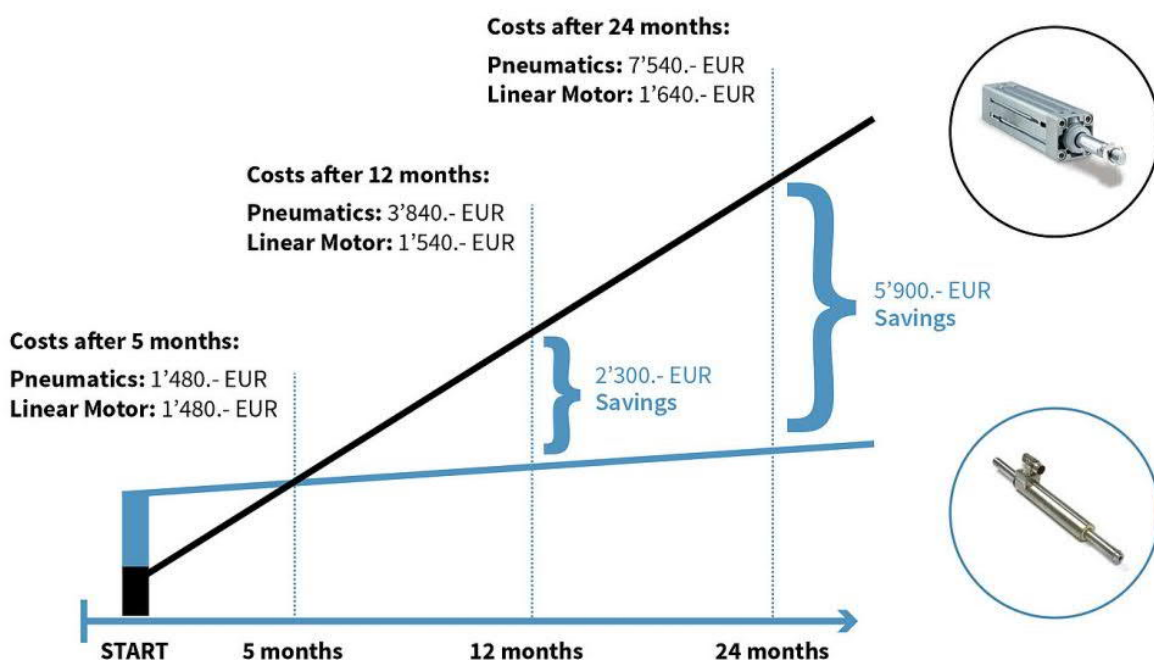 Costs after 24 months:
Pneumatics: 7’540.- EUR
Linear Motor: 1’640.- EUR
Costs after 12 months:
Pneumatics: 3’840.- EUR
Linear Motor: 1’540.- EUR
5’900.- EUR
Savings
Costs after 5 months:
Pneumatics: 1’480.- EUR
Linear Motor: 1’480.- EUR
2’300.- EUR
Savings
START
5 months
12 months
24 months